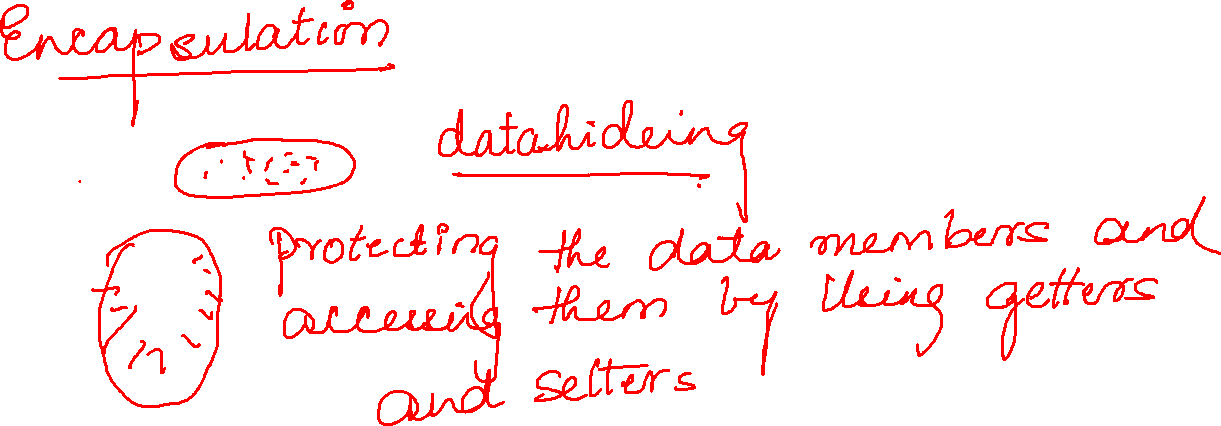 Encapsulation
datahideing
protecting the data members and
accessing them by Using getters
and setters